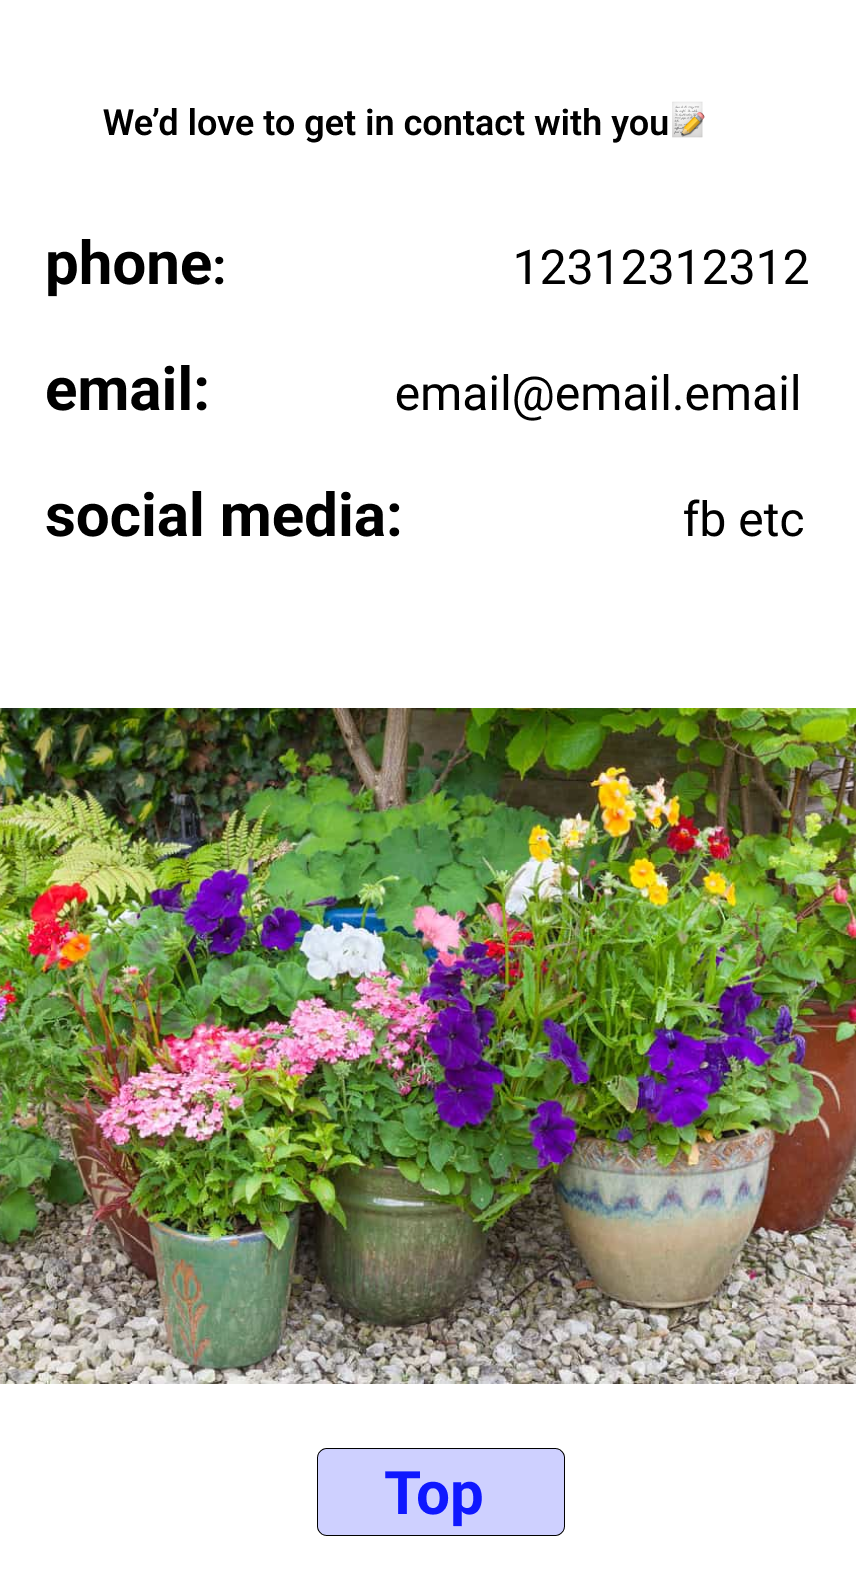 We’d love to get in contact with you📝
phone: 12312312312
email: email@email.email
social media: fb etc
Top